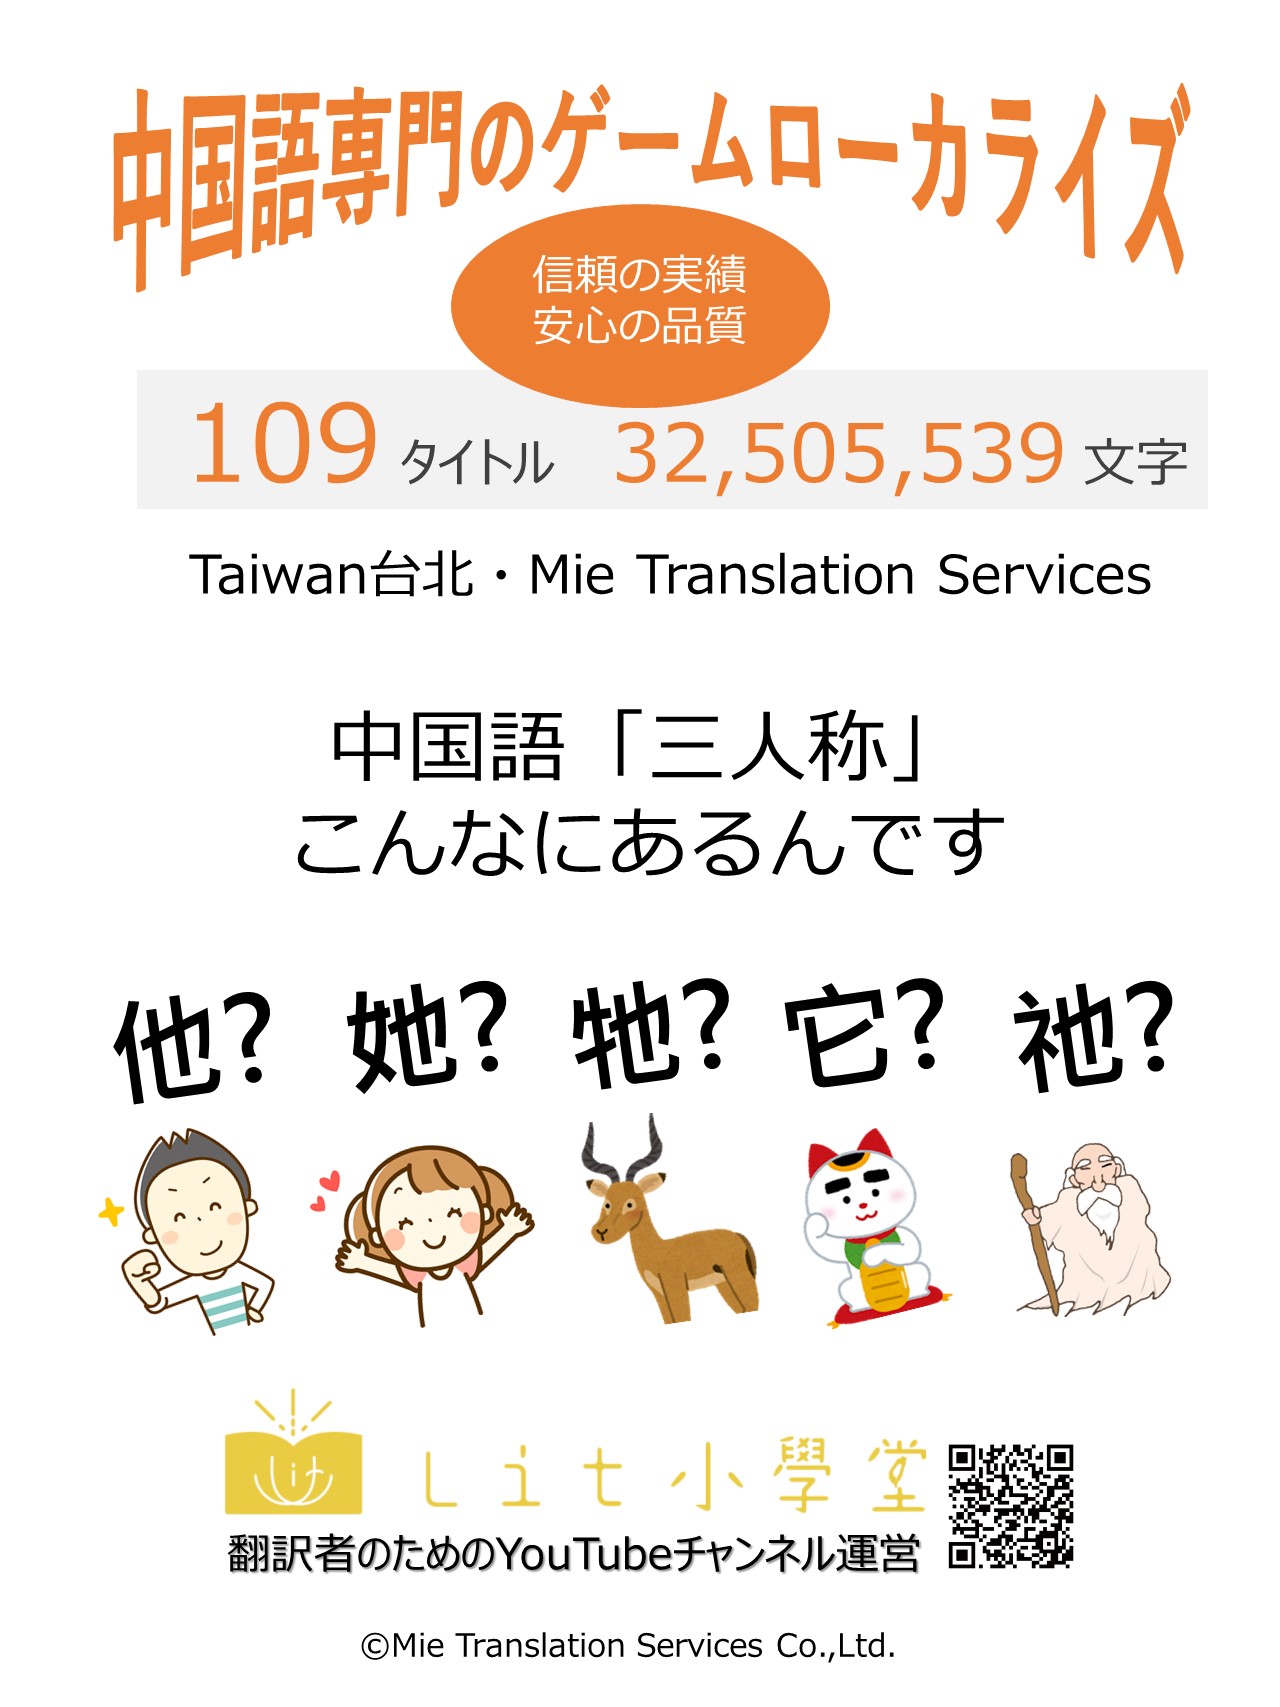 中国語専門のゲームローカライズ
信頼の実績
安心の品質
109 タイトル 32,505,539 文字
Taiwan台北・Mie Translation Services
中国語「三人称」
こんなにあるんです
他? 她? 牠? 它? 祂?
Lit
Lit小學堂
翻訳者のためのYouTubeチャンネル運営
©Mie Translation Services Co.,Ltd.